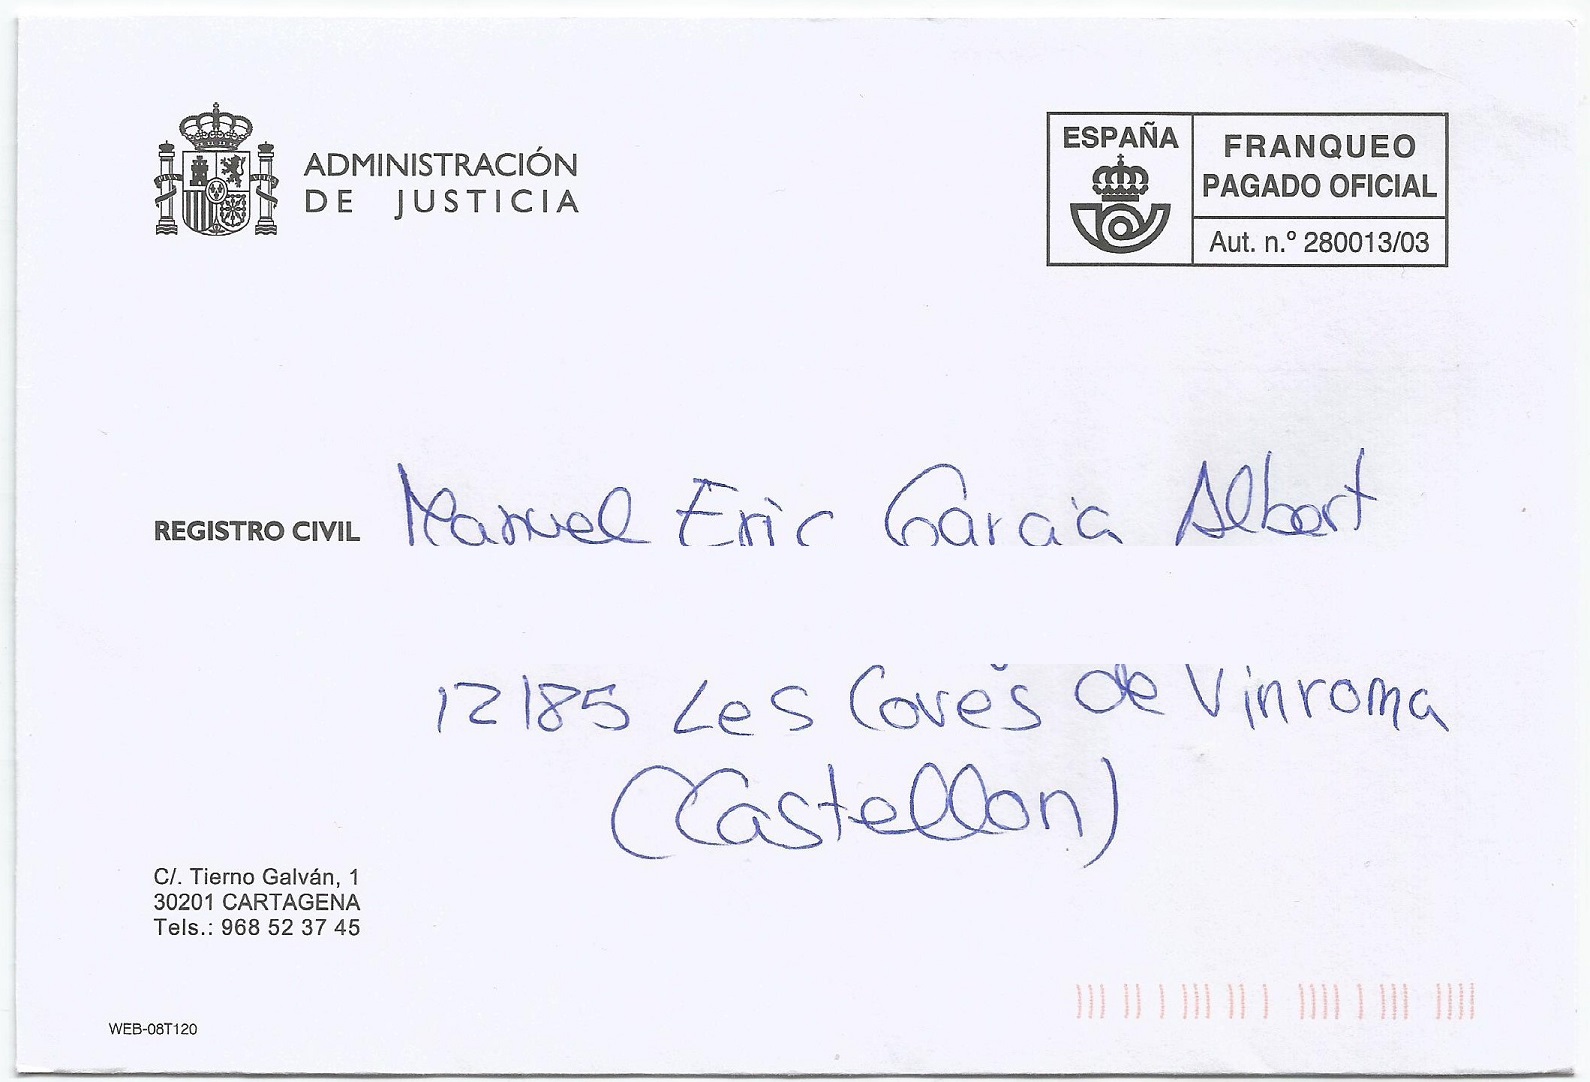 ADMINISTRACIÓN
DE JUSTICIA
ESPAÑA
FRANQUEO
PAGADO OFICIAL
Aut. n.º 280013/03
REGISTRO CIVIL
Manuel Eric García Albert
12185 Les Coves de Vinroma
(Castellon)
C/. Tierno Galván, 1
30201 CARTAGENA
Tels.: 968 52 37 45
WEB-08T120